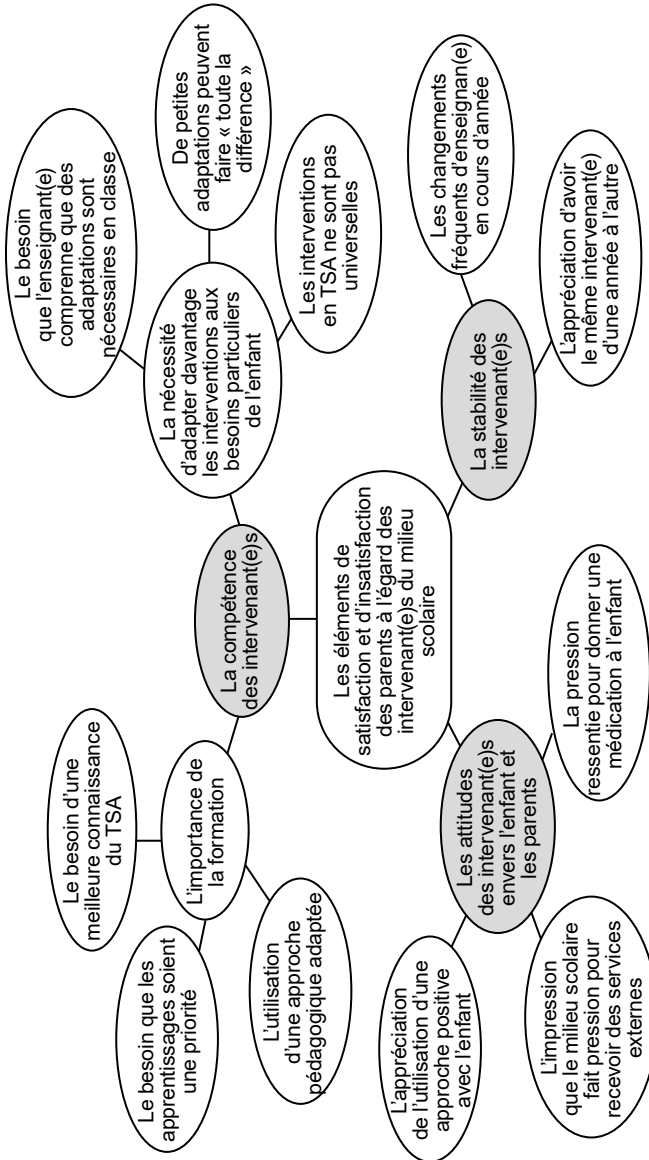 Le besoin que les
apprentissages soient
une priorité
Le besoin d'une
meilleure connaissance
du TSA
L'importance de
la formation
L'utilisation
d'une approche
pédagogique adaptée
La compétence
des intervenant(e)s
La nécessité
d'adapter davantage
les interventions aux
besoins particuliers
de l'enfant
Le besoin
que l'enseignant(e)
comprenne que des
adaptations sont
nécessaires en classe
De petites
adaptations peuvent
faire « toute la
différence »
Les interventions
en TSA ne sont pas
universelles
Les éléments de
satisfaction et d'insatisfaction
des parents à l'égard des
intervenant(e)s du milieu
scolaire
L'appréciation
de l'utilisation d'une
approche positive
avec l'enfant
Les attitudes
des intervenant(e)s
envers l'enfant et
les parents
L'impression
que le milieu scolaire
fait pression pour
recevoir des services
externes
La pression
ressentie pour donner une
médication à l'enfant
La stabilité des
intervenant(e)s
Les changements
fréquents d'enseignan(e)
en cours d'année
L'appréciation d'avoir
le même intervenant(e)
d'une année à l'autre